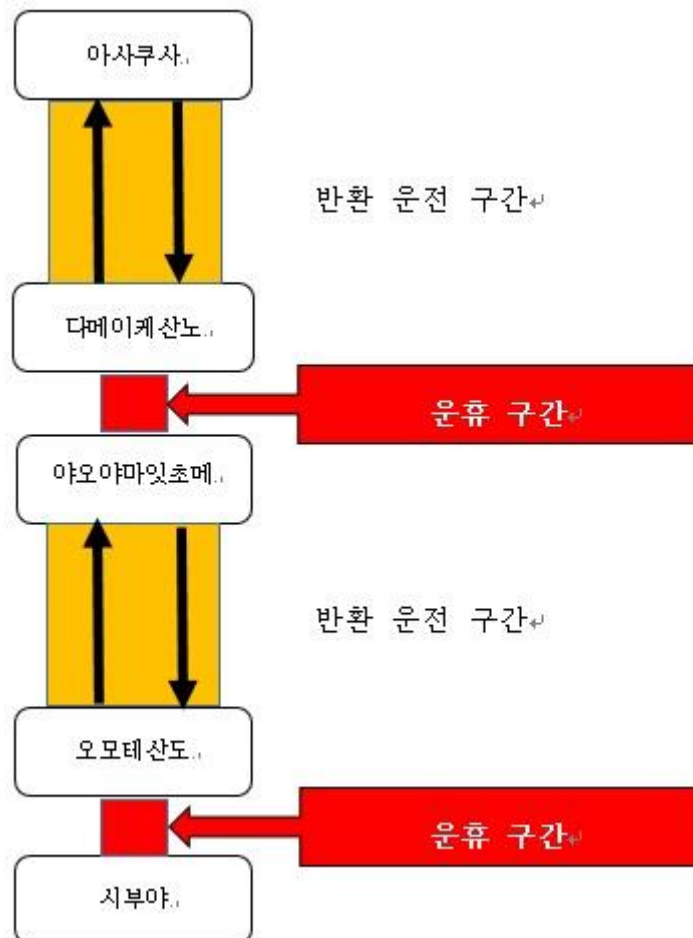 아사쿠사
반환 운전 구간
다메이케산노
운휴 구간
야오야마잇초메
반환 운전 구간
오모테산도
운휴 구간
시부야